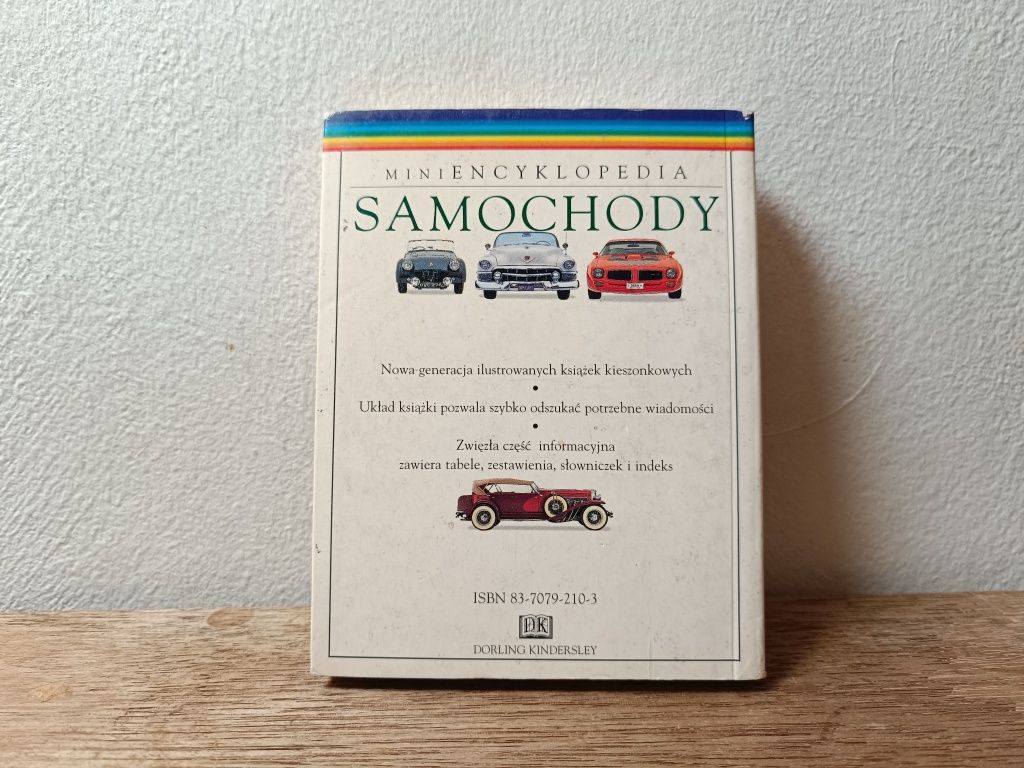 MINIENCYKLOPEDIA
SAMOCHODY
Nowa generacja ilustrowanych książek kieszonkowych
•
Układ książki pozwala szybko odszukać potrzebne wiadomości
•
Zwięzła część informacyjna
zawiera tabele, zestawienia, słowniczek i indeks
ISBN 83-7079-210-3
DK
DORLING KINDERSLEY